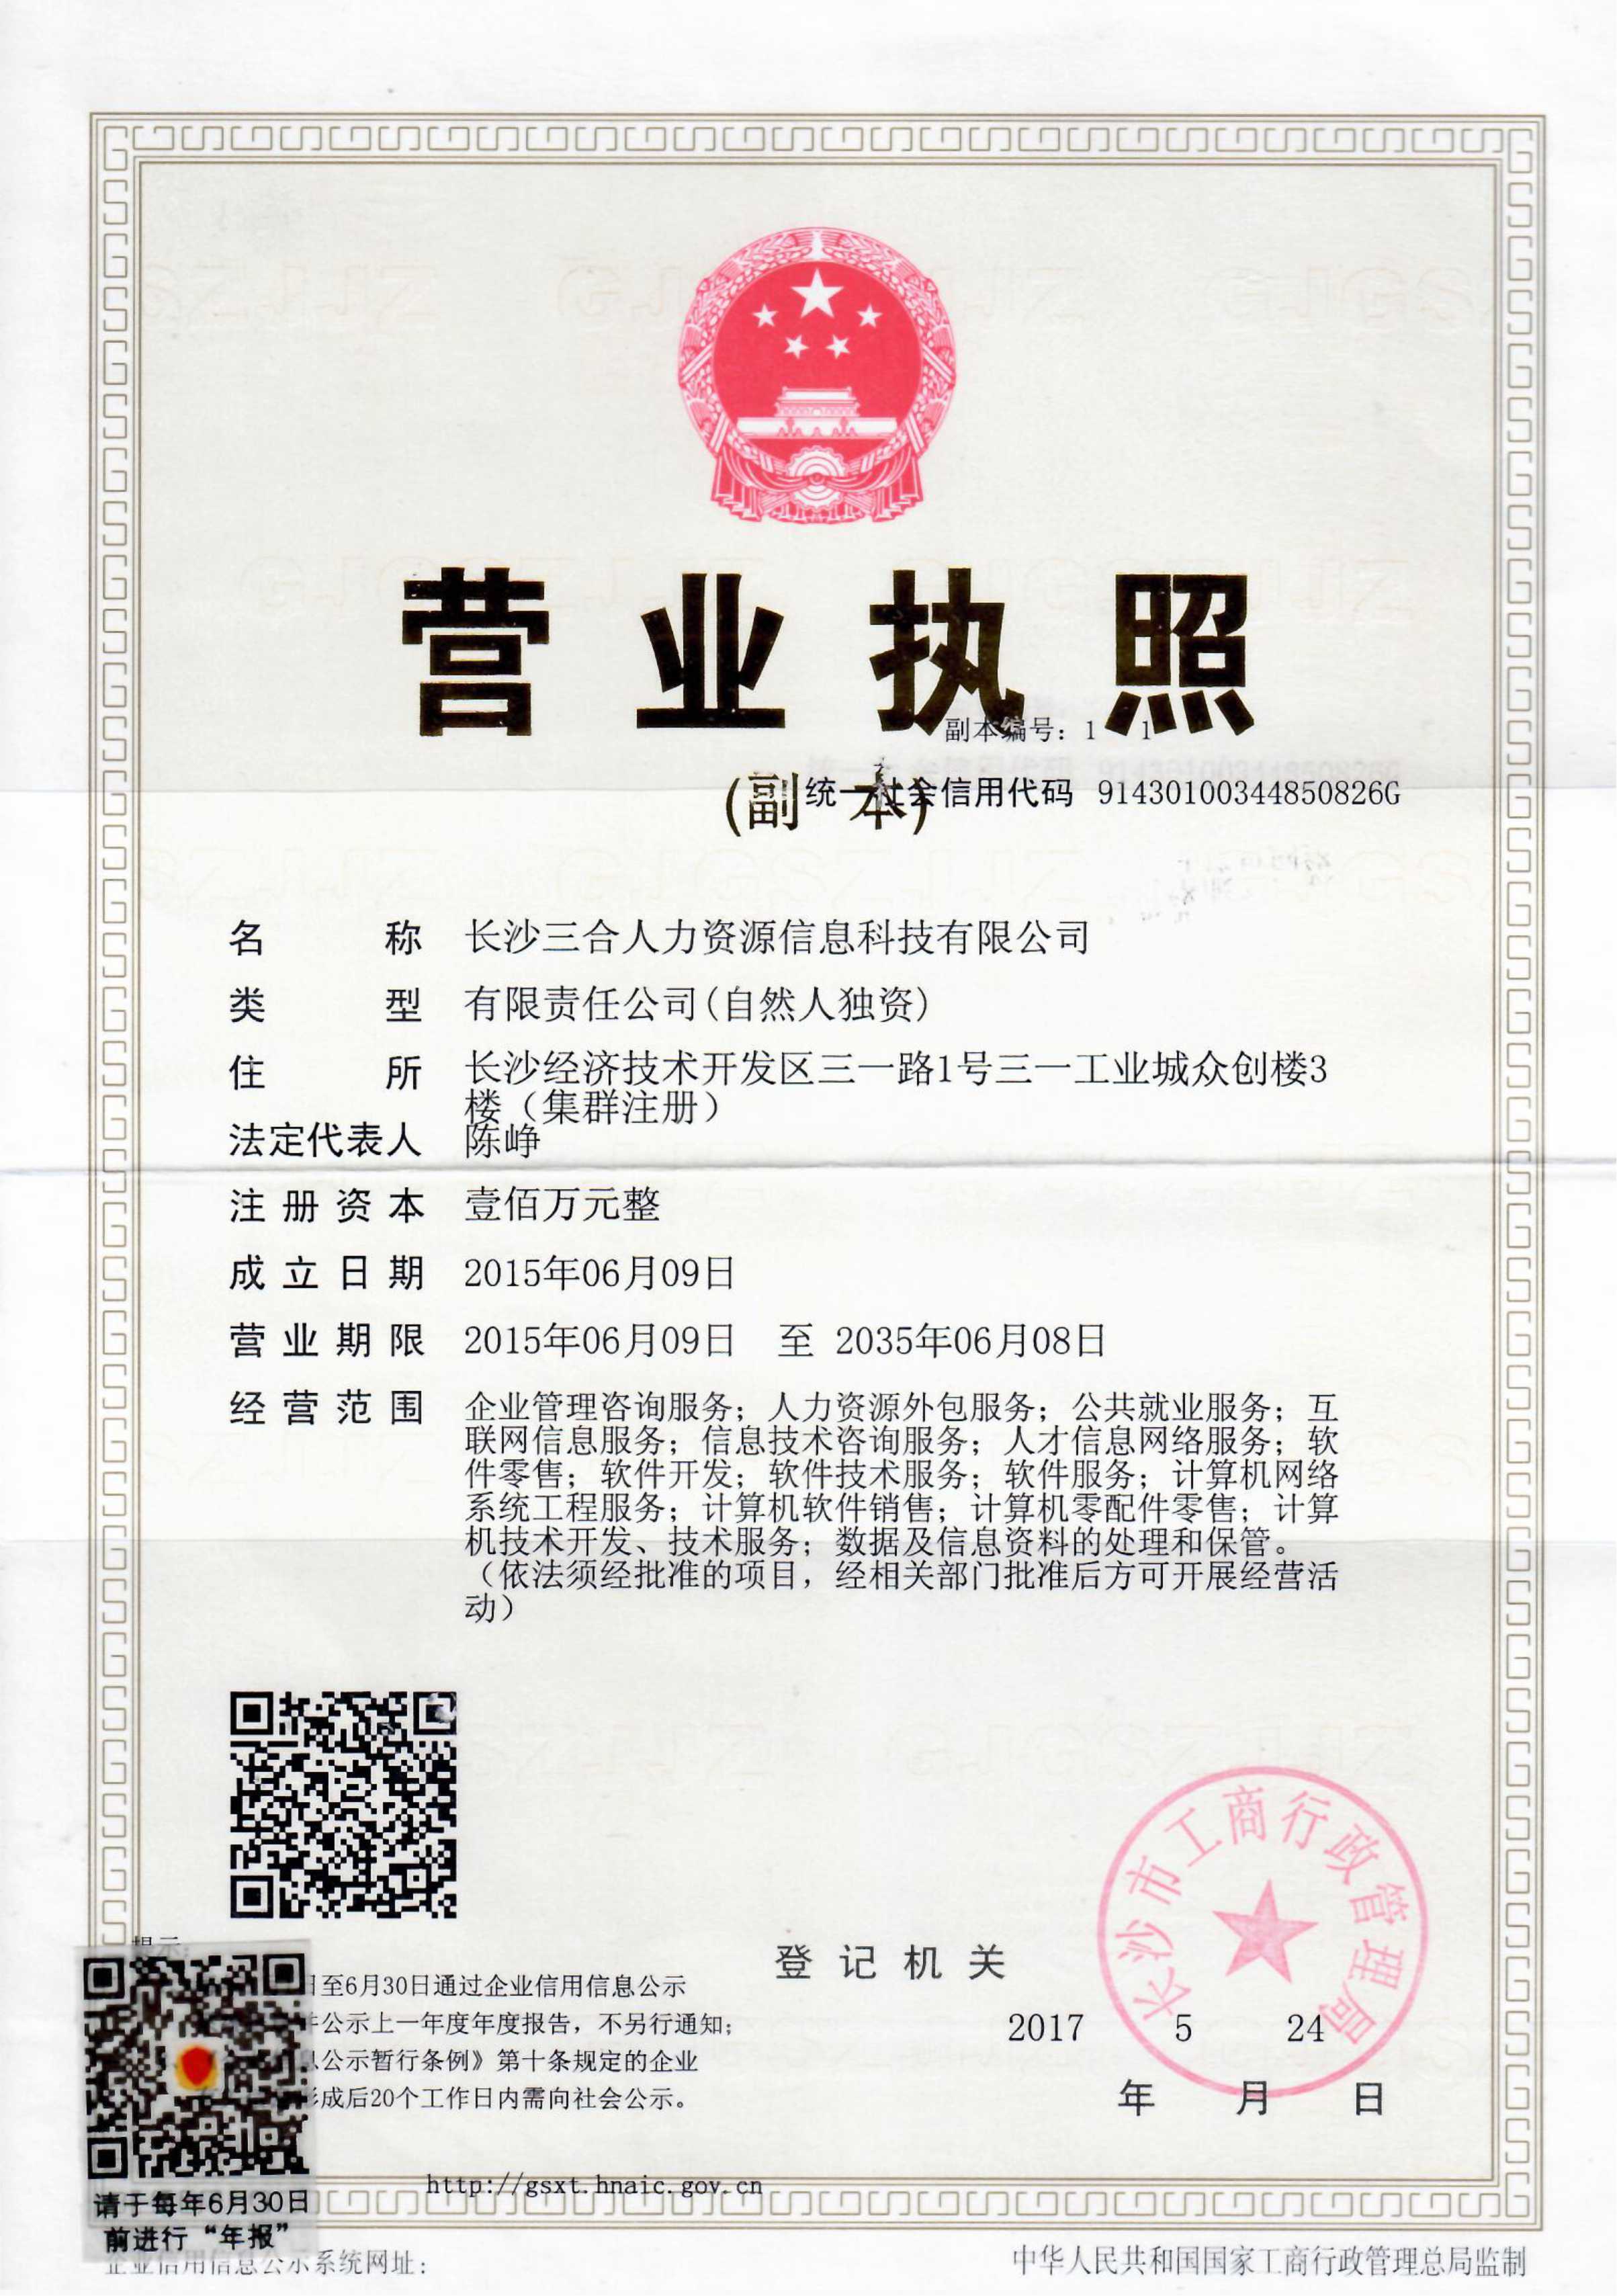 营业执照
副本编号：1 1
(副本)
统一社会信用代码 91430100344850826G
名称 长沙三合人力资源信息科技有限公司
类型 有限责任公司(自然人独资)
住所 长沙经济技术开发区三一路1号三一工业城众创楼3
楼（集群注册）
法定代表人 陈峥
注册资本 壹佰万元整
成立日期 2015年06月09日
营业期限 2015年06月09日 至 2035年06月08日
经营范围 企业管理咨询服务；人力资源外包服务；公共就业服务；互
联网信息服务；信息技术咨询服务；人才信息网络服务；软
件零售；软件开发；软件技术服务；软件服务；计算机网络
系统工程服务；计算机软件销售；计算机零配件零售；计算
机技术开发、技术服务；数据及信息资料的处理和保管。
（依法须经批准的项目，经相关部门批准后方可开展经营活
动）
提示
日至6月30日通过企业信用信息公示
公示上一年度年度报告，不另行通知；
公示暂行条例》第十条规定的企业
形成后20个工作日内需向社会公示。
登记机关
长沙市工商行政管理局
2017 5 24
年 月 日
http://gsxt.hnaic.gov.cn
请于每年6月30日
前进行“年报”
企业信用信息公示系统网址：
中华人民共和国国家工商行政管理总局监制